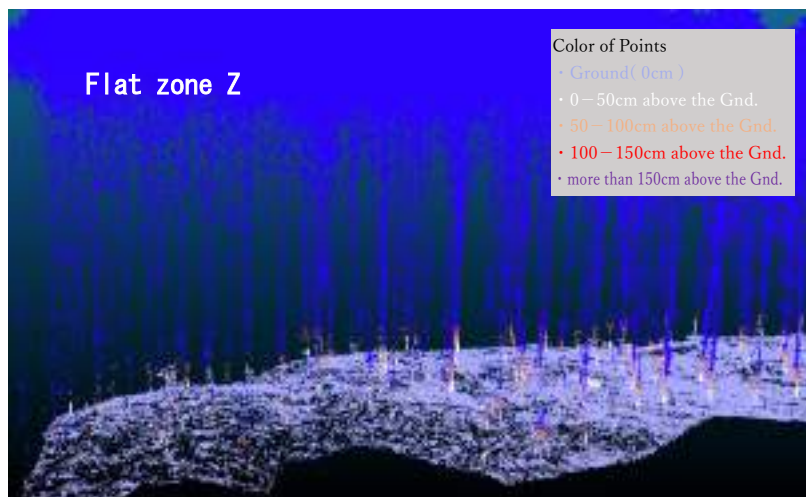 Flat zone Z
Color of Points
・Ground( 0cm )
・0－50cm above the Gnd.
・50－100cm above the Gnd.
・100－150cm above the Gnd.
・more than 150cm above the Gnd.